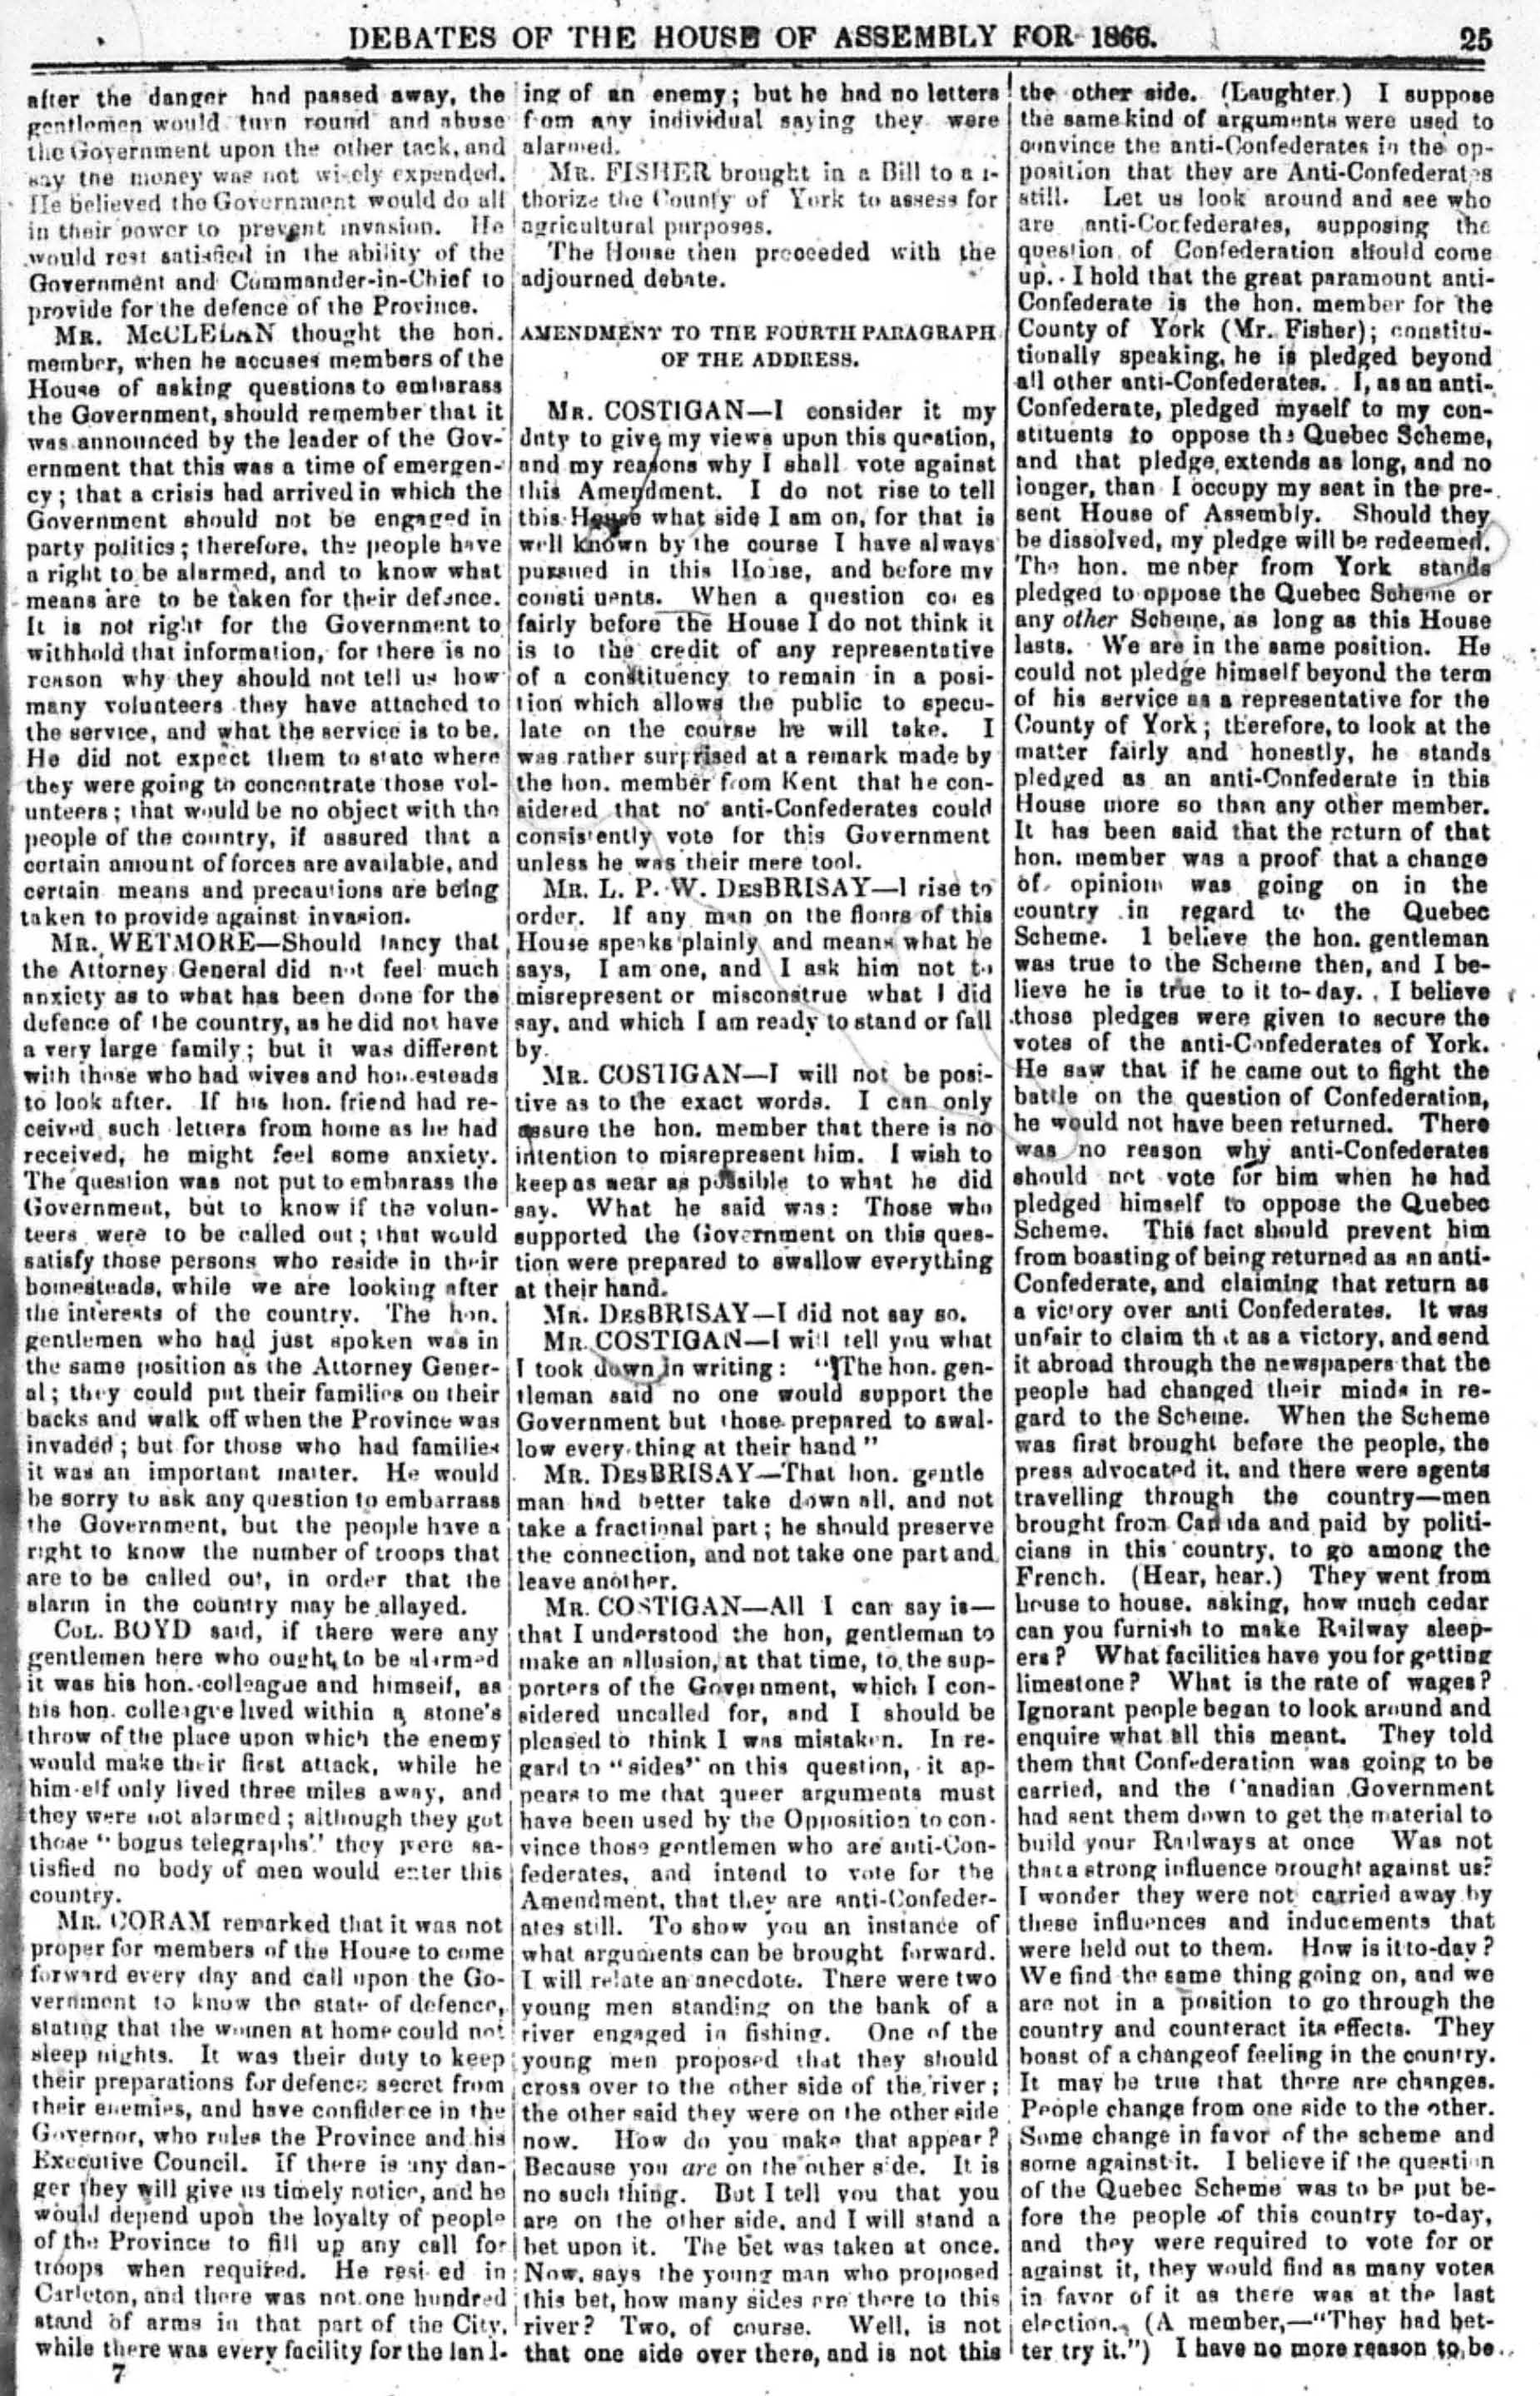 DEBATES OF THE HOUSE OF ASSEMBLY FOR 1866. 25
after the danger had passed away, the
gentlemen would turn round and abuse
the Government upon the other tack, and
say the money was not wisely expended.
He believed the Government would do all
in their power to prevent invasion. He
would rest satisfied in the ability of the
Government and Commander-in-Chief to
provide for the defence of the Province.
MR. McCLELAN thought the hon.
member, when he accuses members of the
House of asking questions to embarass
the Government, should remember that it
was announced by the leader of the Gov-
ernment that this was a time of emergen-
cy; that a crisis had arrived in which the
Government should not be engaged in
party politics; therefore, the people have
a right to be alarmed, and to know what
means are to be taken for their defence.
It is not right for the Government to
withhold that information, for there is no
reason why they should not tell us how
many volunteers they have attached to
the service, and what the service is to be.
He did not expect them to state where
they were going to concentrate those vol-
unteers; that would be no object with the
people of the country, if assured that a
certain amount of forces are available, and
certain means and precautions are being
taken to provide against invasion.
MR. WETMORE—Should fancy that
the Attorney General did not feel much
anxiety as to what has been done for the
defence of the country, as he did not have
a very large family; but it was different
with those who had wives and homesteads
to look after. If his hon. friend had re-
ceived such letters from home as he had
received, he might feel some anxiety.
The question was not put to embarass the
Government, but to know if the volun-
teers were to be called out; that would
satisfy those persons who reside in their
homesteads, while we are looking after
the interests of the country. The hon.
gentlemen who had just spoken was in
the same position as the Attorney Gener-
al; they could put their families on their
backs and walk off when the Province was
invaded; but for those who had families
it was an important matter. He would
be sorry to ask any question to embarrass
the Government, but the people have a
right to know the number of troops that
are to be called out, in order that the
alarm in the country may be allayed.
COL. BOYD said, if there were any
gentlemen here who ought to be alarmed
it was his hon. colleague and himself, as
his hon. colleague lived within a stone's
throw of the place upon which the enemy
would make their first attack, while he
himself only lived three miles away, and
they were not alarmed; although they got
those "bogus telegraphs" they were sa-
tisfied no body of men would enter this
country.
MR. CORAM remarked that it was not
proper for members of the House to come
forward every day and call upon the Go-
vernment to know the state of defence,
stating that the women at home could not
sleep nights. It was their duty to keep
their preparations for defence secret from
their enemies, and have confidence in the
Governor, who rules the Province and his
Executive Council. If there is any dan-
ger they will give us timely notice, and he
would depend upon the loyalty of people
of the Province to fill up any call for
troops when required. He resided in
Carleton, and there was not one hundred
stand of arms in that part of the City,
while there was every facility for the land-
7
ing of an enemy; but he had no letters
from any individual saying they were
alarmed.
MR. FISHER brought in a Bill to au-
thorize the County of York to assess for
agricultural purposes.
The House then proceeded with the
adjourned debate.
AMENDMENT TO THE FOURTH PARAGRAPH
OF THE ADDRESS.
MR. COSTIGAN—I consider it my
duty to give my views upon this question,
and my reasons why I shall vote against
this Amendment. I do not rise to tell
this House what side I am on, for that is
well known by the course I have always
pursued in this House, and before my
constituents. When a question comes
fairly before the House I do not think it
is to the credit of any representative
of a constituency to remain in a posi-
tion which allows the public to specu-
late on the course he will take. I
was rather surprised at a remark made by
the hon. member from Kent that he con-
sidered that no anti-Confederates could
consistently vote for this Government
unless he was their mere tool.
MR. L. P. W. DESBRISAY—I rise to
order. If any man on the floors of this
House speaks plainly and means what he
says, I am one, and I ask him not to
misrepresent or misconstrue what I did
say, and which I am ready to stand or fall
by.
MR. COSTIGAN—I will not be posi-
tive as to the exact words. I can only
assure the hon. member that there is no
intention to misrepresent him. I wish to
keep as near as possible to what he did
say. What he said was: Those who
supported the Government on this ques-
tion were prepared to swallow everything
at their hand.
MR. DESBRISAY—I did not say so.
MR. COSTIGAN—I will tell you what
I took down in writing: "The hon. gen-
tleman said no one would support the
Government but those prepared to swal-
low every thing at their hand"
MR. DESBRISAY—That hon. gentle
man had better take down all, and not
take a fractional part; he should preserve
the connection, and not take one part and
leave another.
MR. COSTIGAN—All I can say is—
that I understood the hon, gentleman to
make an allusion, at that time, to the sup-
porters of the Government, which I con-
sidered uncalled for, and I should be
pleased to think I was mistaken. In re-
gard to "sides" on this question, it ap-
pears to me that queer arguments must
have been used by the Opposition to con-
vince those gentlemen who are anti-Con-
federates, and intend to vote for the
Amendment, that they are anti-Confeder-
ates still. To show you an instance of
what arguments can be brought forward.
I will relate an anecdote. There were two
young men standing on the bank of a
river engaged in fishing. One of the
young men proposed that they should
cross over to the other side of the river;
the other said they were on the other side
now. How do you make that appear?
Because you are on the other side. It is
no such thing. But I tell you that you
are on the other side, and I will stand a
bet upon it. The bet was taken at once.
Now, says the young man who proposed
this bet, how many sides are there to this
river? Two, of course. Well, is not
that one side over there, and is not this
the other side. (Laughter.) I suppose
the same kind of arguments were used to
convince the anti-Confederates in the op-
position that they are Anti-Confederates
still. Let us look around and see who
are anti-Confederates, supposing the
question of Confederation should come
up. I hold that the great paramount anti-
Confederate is the hon. member for the
County of York (Mr. Fisher); constitu-
tionally speaking, he is pledged beyond
all other anti-Confederates. I, as an anti-
Confederate, pledged myself to my con-
stituents to oppose the Quebec Scheme,
and that pledge extends as long, and no
longer, than I occupy my seat in the pre-
sent House of Assembly. Should they
be dissolved, my pledge will be redeemed.
The hon. member from York stands
pledged to oppose the Quebec Scheme or
any other Scheme, as long as this House
lasts. We are in the same position. He
could not pledge himself beyond the term
of his service as a representative for the
County of York; therefore, to look at the
matter fairly and honestly, he stands
pledged as an anti-Confederate in this
House more so than any other member.
It has been said that the return of that
hon. member was a proof that a change
of opinion was going on in the
country in regard to the Quebec
Scheme. I believe the hon. gentleman
was true to the Scheme then, and I be-
lieve he is true to it to-day. I believe
those pledges were given to secure the
votes of the anti-Confederates of York.
He saw that if he came out to fight the
battle on the question of Confederation,
he would not have been returned. There
was no reason why anti-Confederates
should not vote for him when he had
pledged himself to oppose the Quebec
Scheme. This fact should prevent him
from boasting of being returned as an anti-
Confederate, and claiming that return as
a victory over anti Confederates. It was
unfair to claim that as a victory, and send
it abroad through the newspapers that the
people had changed their minds in re-
gard to the Scheme. When the Scheme
was first brought before the people, the
press advocated it, and there were agents
travelling through the country—men
brought from Canada and paid by politi-
cians in this country, to go among the
French. (Hear, hear.) They went from
house to house, asking, how much cedar
can you furnish to make Railway sleep-
ers? What facilities have you for getting
limestone? What is the rate of wages?
Ignorant people began to look around and
enquire what all this meant. They told
them that Confederation was going to be
carried, and the Canadian Government
had sent them down to get the material to
build your Railways at once Was not
that a strong influence brought against us?
I wonder they were not carried away by
these influences and inducements that
were held out to them. How is it to-day?
We find the same thing going on, and we
are not in a position to go through the
country and counteract its effects. They
boast of a change of feeling in the country.
It may be true that there are changes.
People change from one side to the other.
Some change in favor of the scheme and
some against it. I believe if the question
of the Quebec Scheme was to be put be-
fore the people of this country to-day,
and they were required to vote for or
against it, they would find as many votes
in favor of it as there was at the last
election. (A member,—"They had bet-
ter try it.") I have no more reason to be